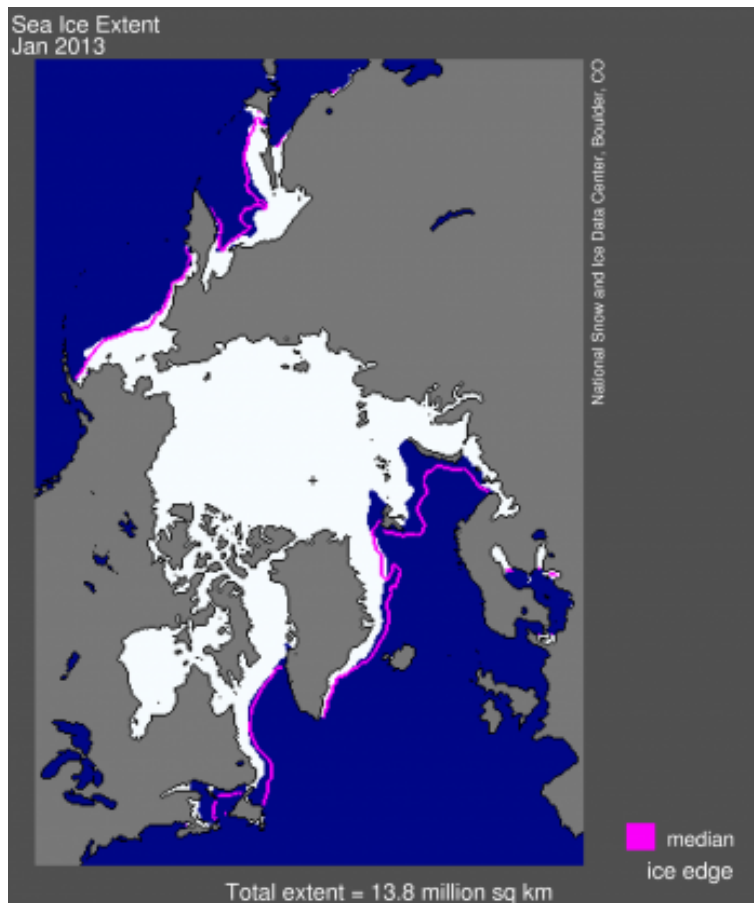 Sea Ice Extent
Jan 2013
National Snow and Ice Data Center, Boulder, CO
median
ice edge
Total extent = 13.8 million sq km